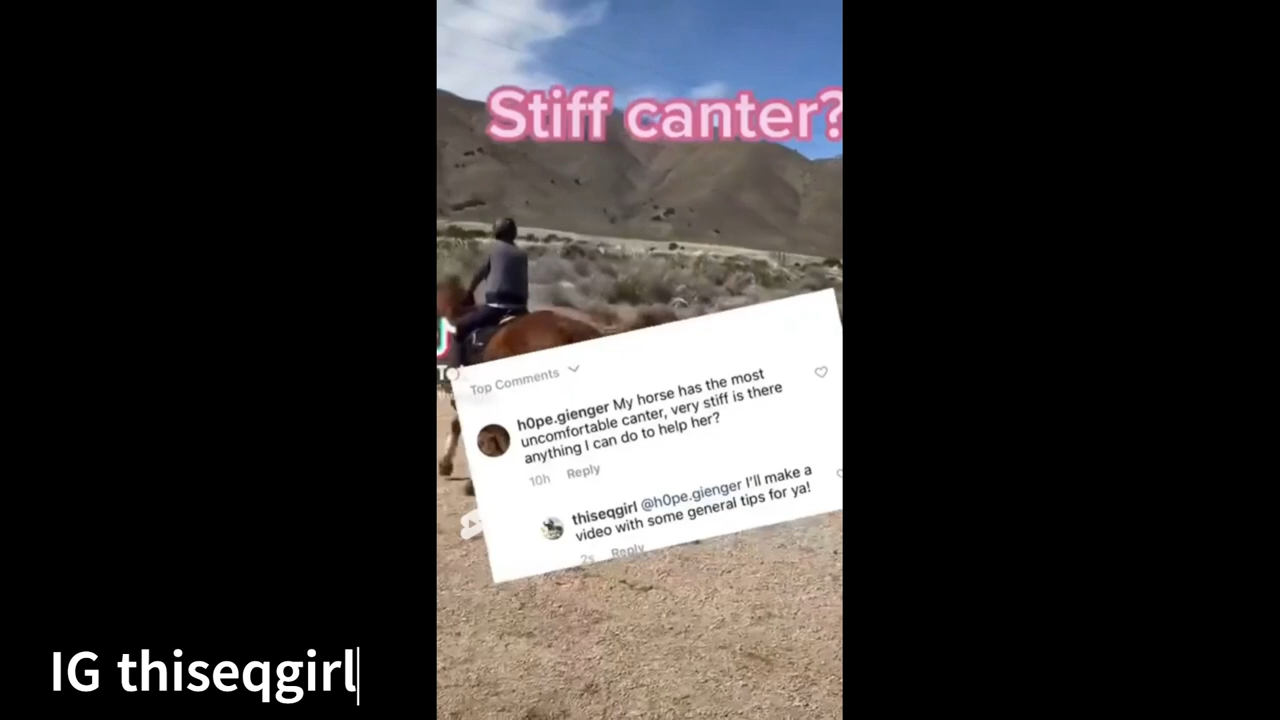 Stiff canter?
Top Comments
h0pe.gienger My horse has the most
uncomfortable canter, very stiff is there
anything I can do to help her?
10h Reply
thiseqgirl @h0pe.gienger I'll make a
video with some general tips for ya!
2s Reply
IG thiseqgirl